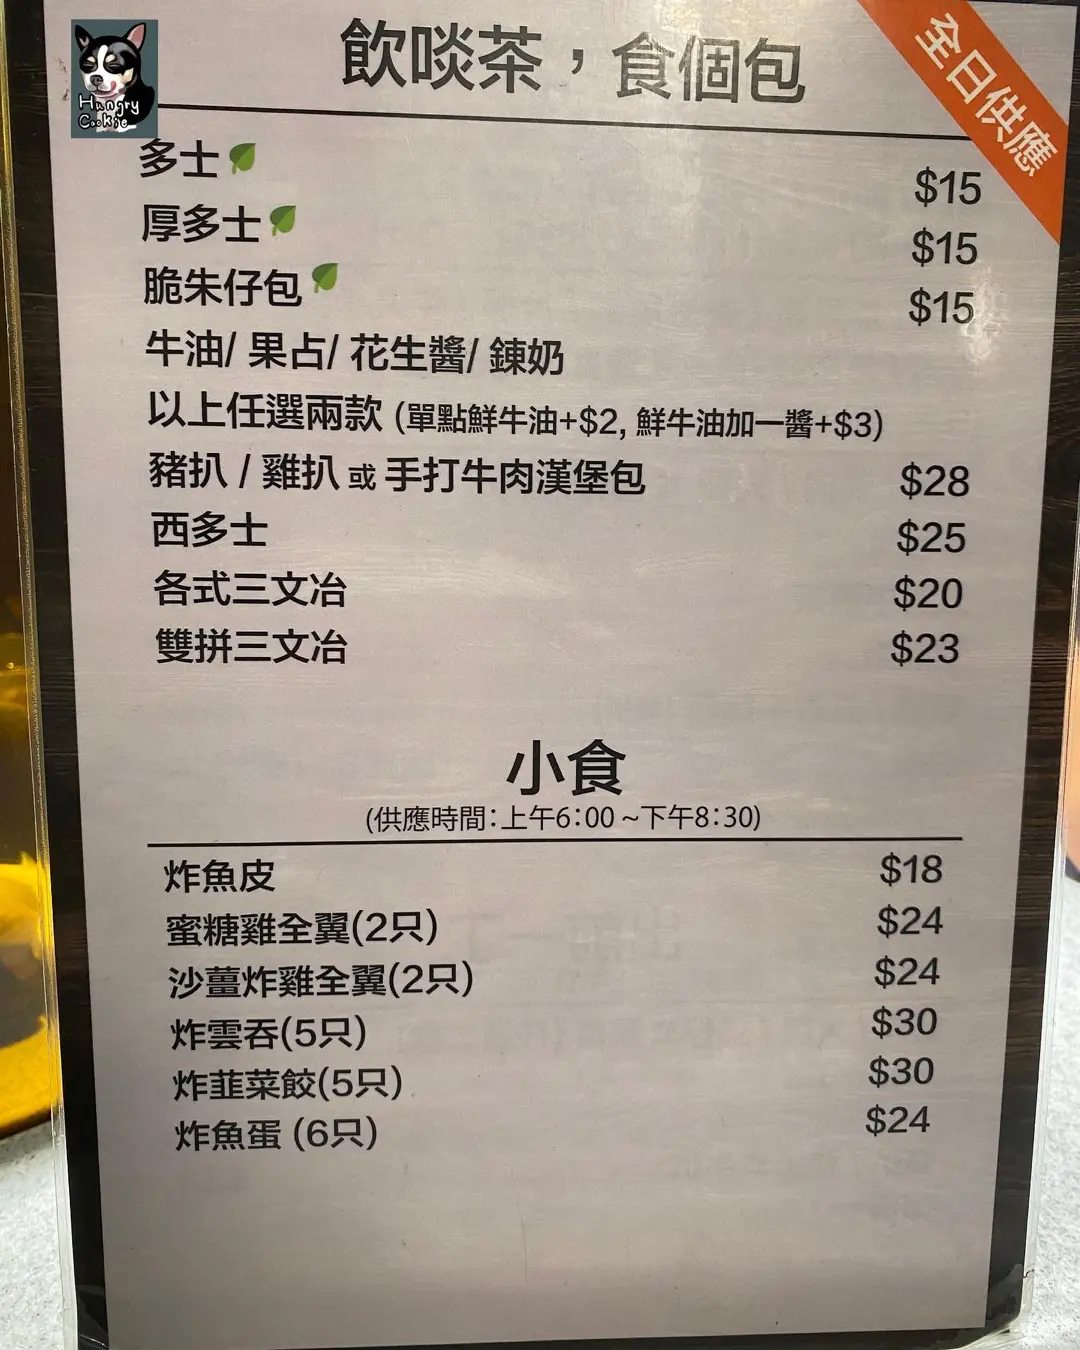 Hungry
Cookie
飲啖茶，食個包
全日供應
多士 $15
厚多士 $15
脆朱仔包 $15
牛油/ 果占/ 花生醬/ 鍊奶
以上任選兩款 (單點鮮牛油+$2, 鮮牛油加一醬+$3)
豬扒 / 雞扒 或 手打牛肉漢堡包 $28
西多士 $25
各式三文冶 $20
雙拼三文冶 $23
小食
(供應時間：上午6：00 ~下午8：30)
炸魚皮 $18
蜜糖雞全翼(2只) $24
沙薑炸雞全翼(2只) $24
炸雲吞(5只) $30
炸韮菜餃(5只) $30
炸魚蛋 (6只) $24